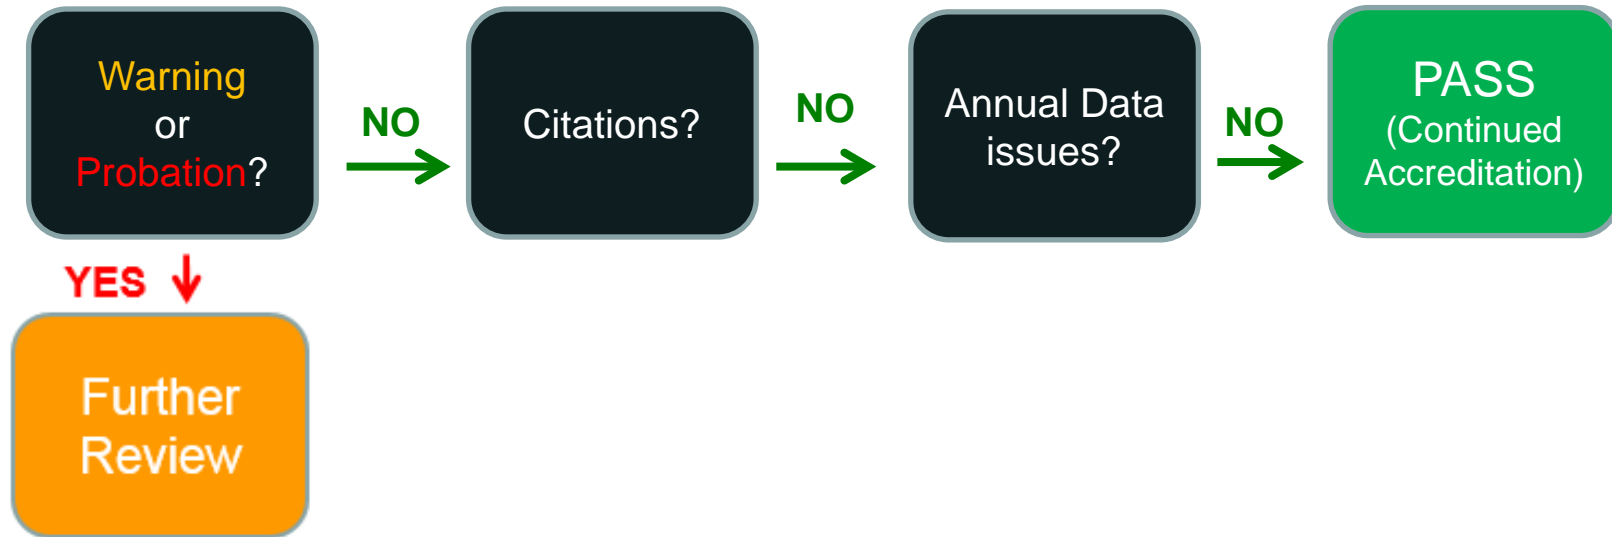 Warning
or
Probation?
NO
Citations?
NO
Annual Data
issues?
NO
PASS
(Continued
Accreditation)
YES
Further
Review